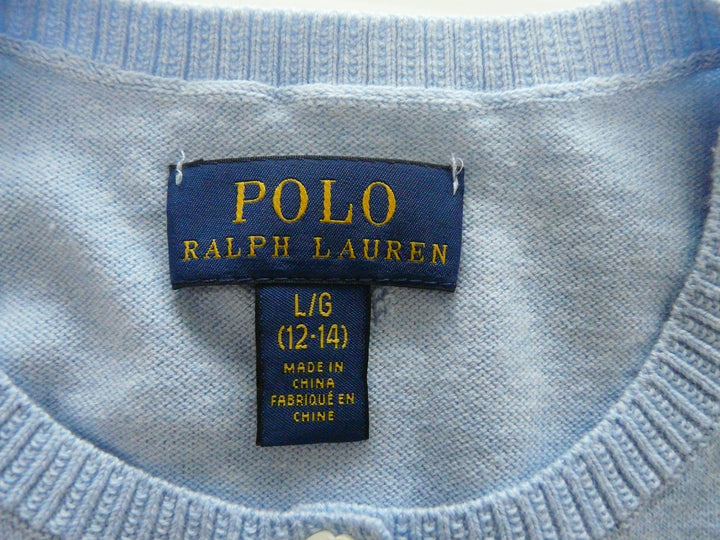 POLO
RALPH LAUREN
L/G
(12-14)
MADE IN
CHINA
FABRIQUÉ EN
CHINE